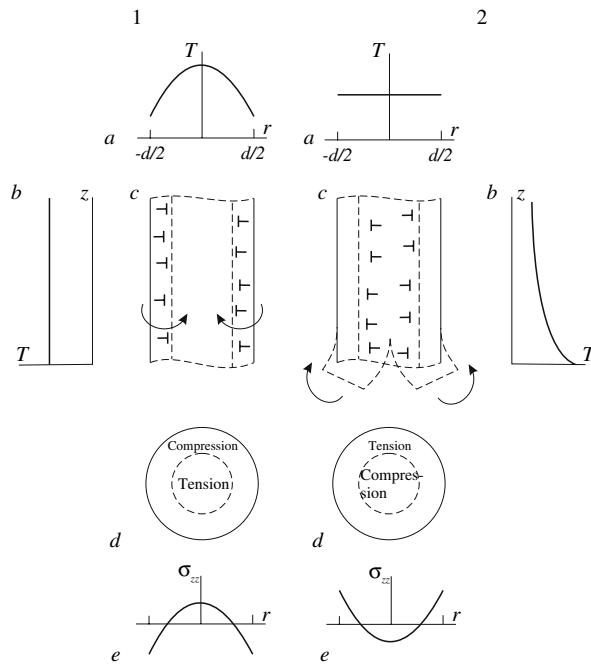 1 2
T T
a r a r
-d/2 d/2 -d/2 d/2
b z c c z b
T T
Compression Tension
Tension Compres-
sion
d d
σzz σzz
r r
e e